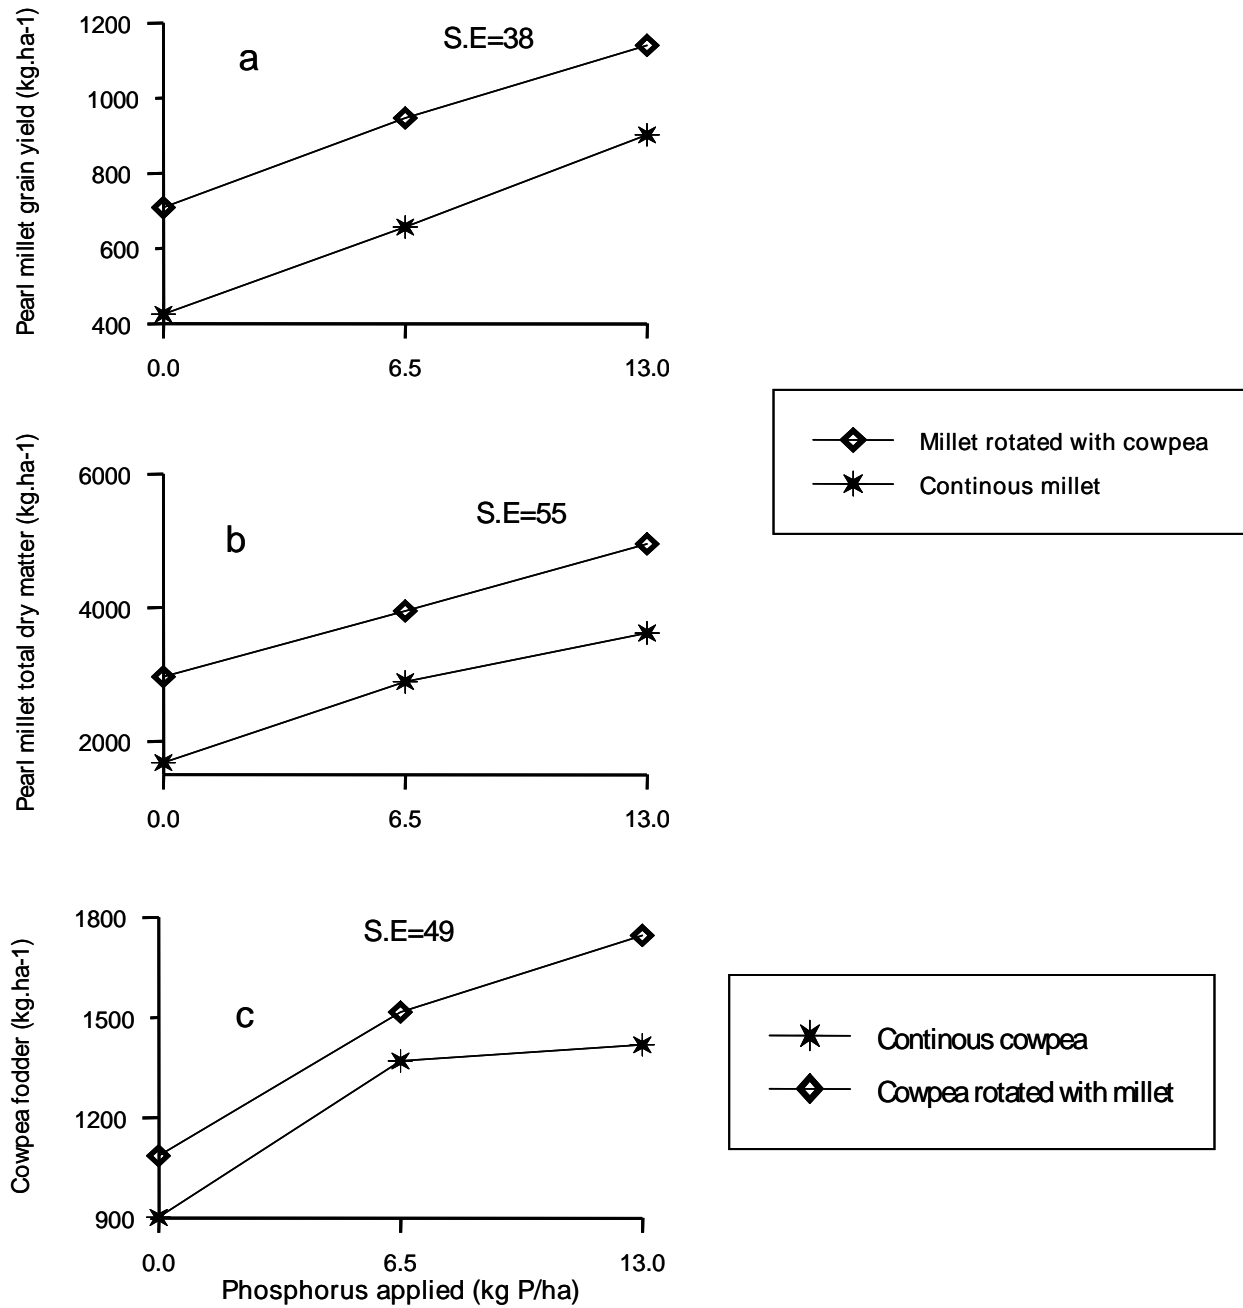 Pearl millet grain yield (kg.ha-1)
1200
1000
800
600
400
a
S.E=38
0.0 6.5 13.0
Millet rotated with cowpea
Continous millet
Pearl millet total dry matter (kg.ha-1)
6000
4000
2000
b
S.E=55
0.0 6.5 13.0
Cowpea fodder (kg.ha-1)
1800
1500
1200
900
c
S.E=49
0.0 6.5 13.0
Phosphorus applied (kg P/ha)
Continous cowpea
Cowpea rotated with millet